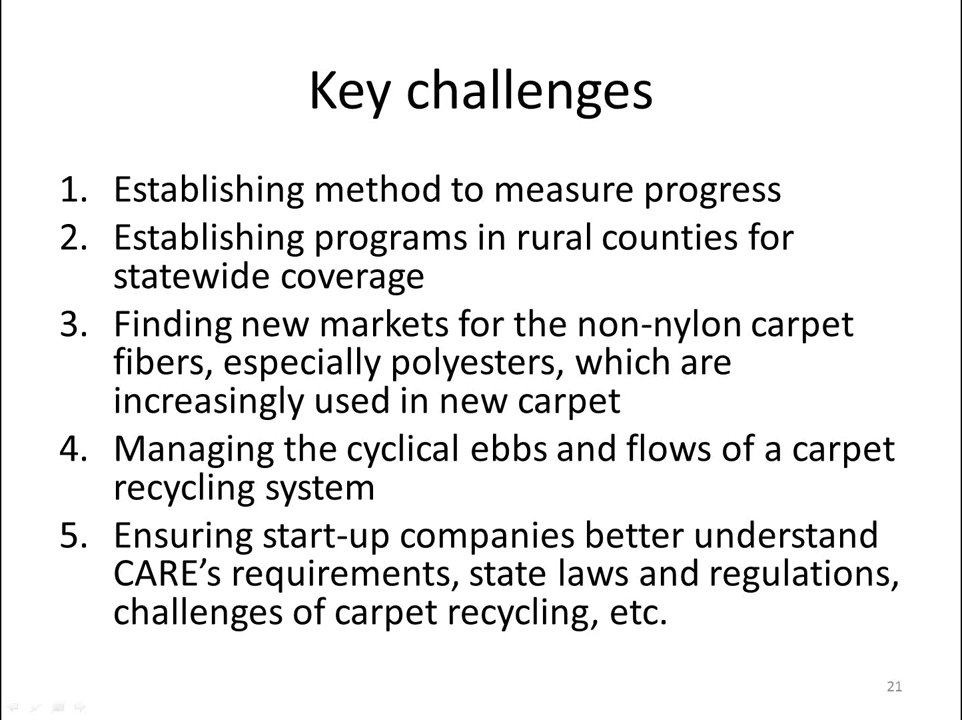 Key challenges
1. Establishing method to measure progress
2. Establishing programs in rural counties for
statewide coverage
3. Finding new markets for the non-nylon carpet
fibers, especially polyesters, which are
increasingly used in new carpet
4. Managing the cyclical ebbs and flows of a carpet
recycling system
5. Ensuring start-up companies better understand
CARE’s requirements, state laws and regulations,
challenges of carpet recycling, etc.
21